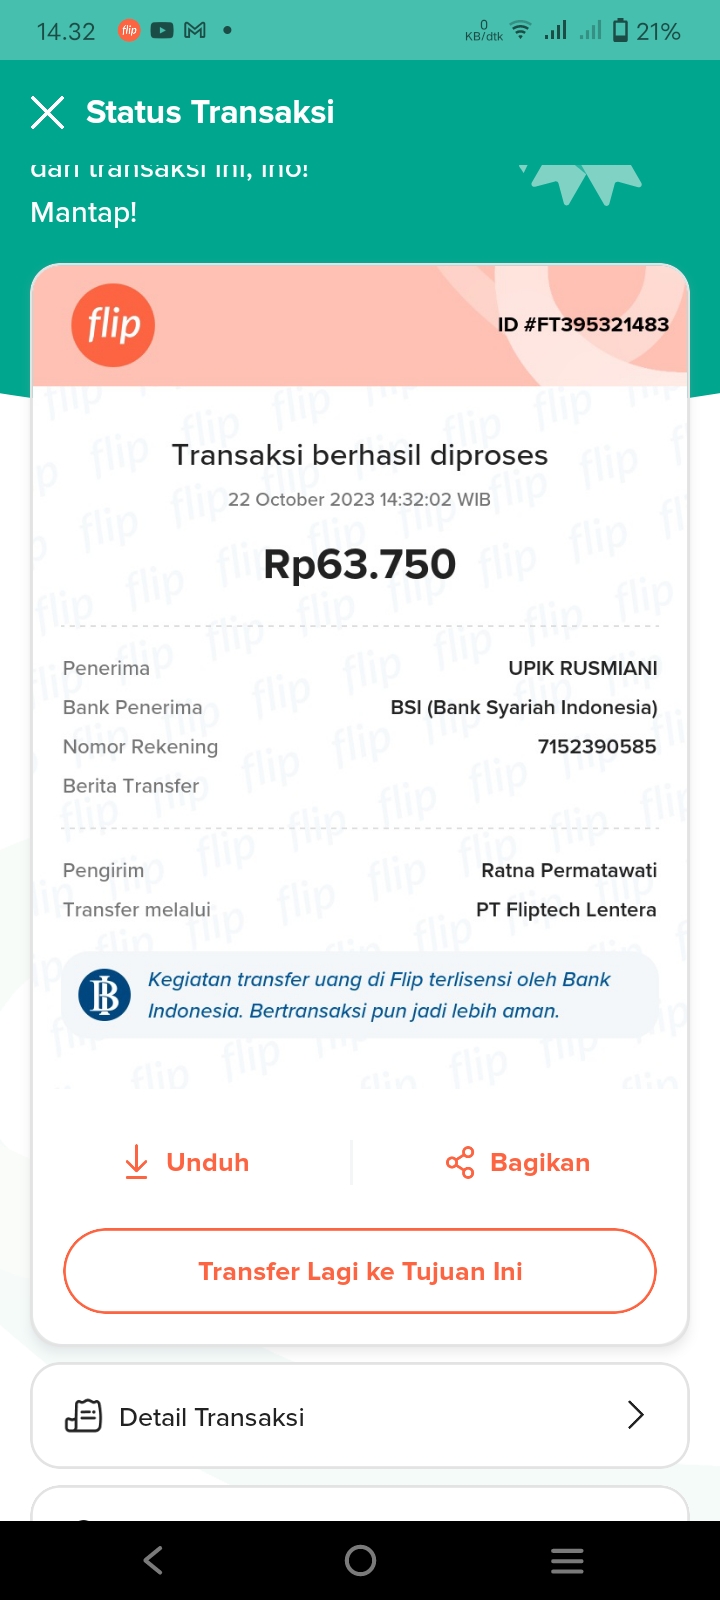 14.32
flip
0
KB/dtk
21%
Status Transaksi
dari transaksi ini, lho!
Mantap!
flip
ID #FT395321483
Transaksi berhasil diproses
22 October 2023 14:32:02 WIB
Rp63.750
Penerima UPIK RUSMIANI
Bank Penerima BSI (Bank Syariah Indonesia)
Nomor Rekening 7152390585
Berita Transfer
Pengirim Ratna Permatawati
Transfer melalui PT Fliptech Lentera
Kegiatan transfer uang di Flip terlisensi oleh Bank
Indonesia. Bertransaksi pun jadi lebih aman.
Unduh
Bagikan
Transfer Lagi ke Tujuan Ini
Detail Transaksi